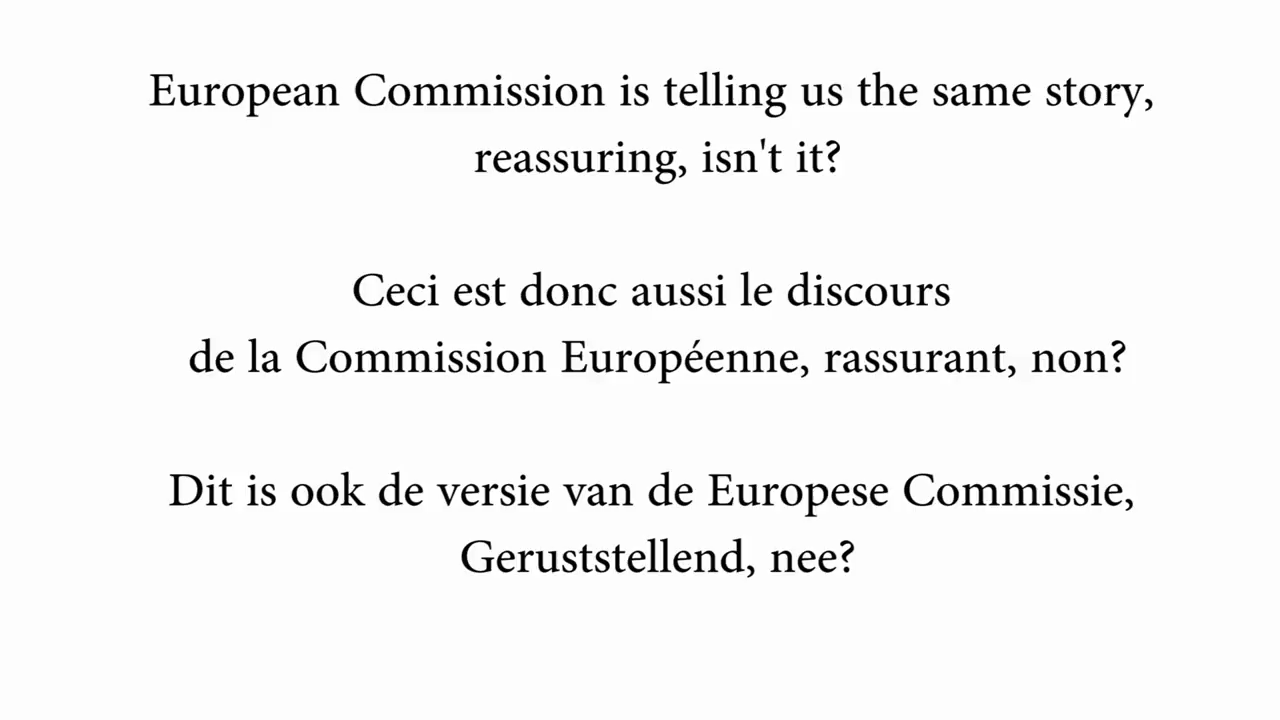 European Commission is telling us the same story,
reassuring, isn't it?
Ceci est donc aussi le discours
de la Commission Européenne, rassurant, non?
Dit is ook de versie van de Europese Commissie,
Geruststellend, nee?